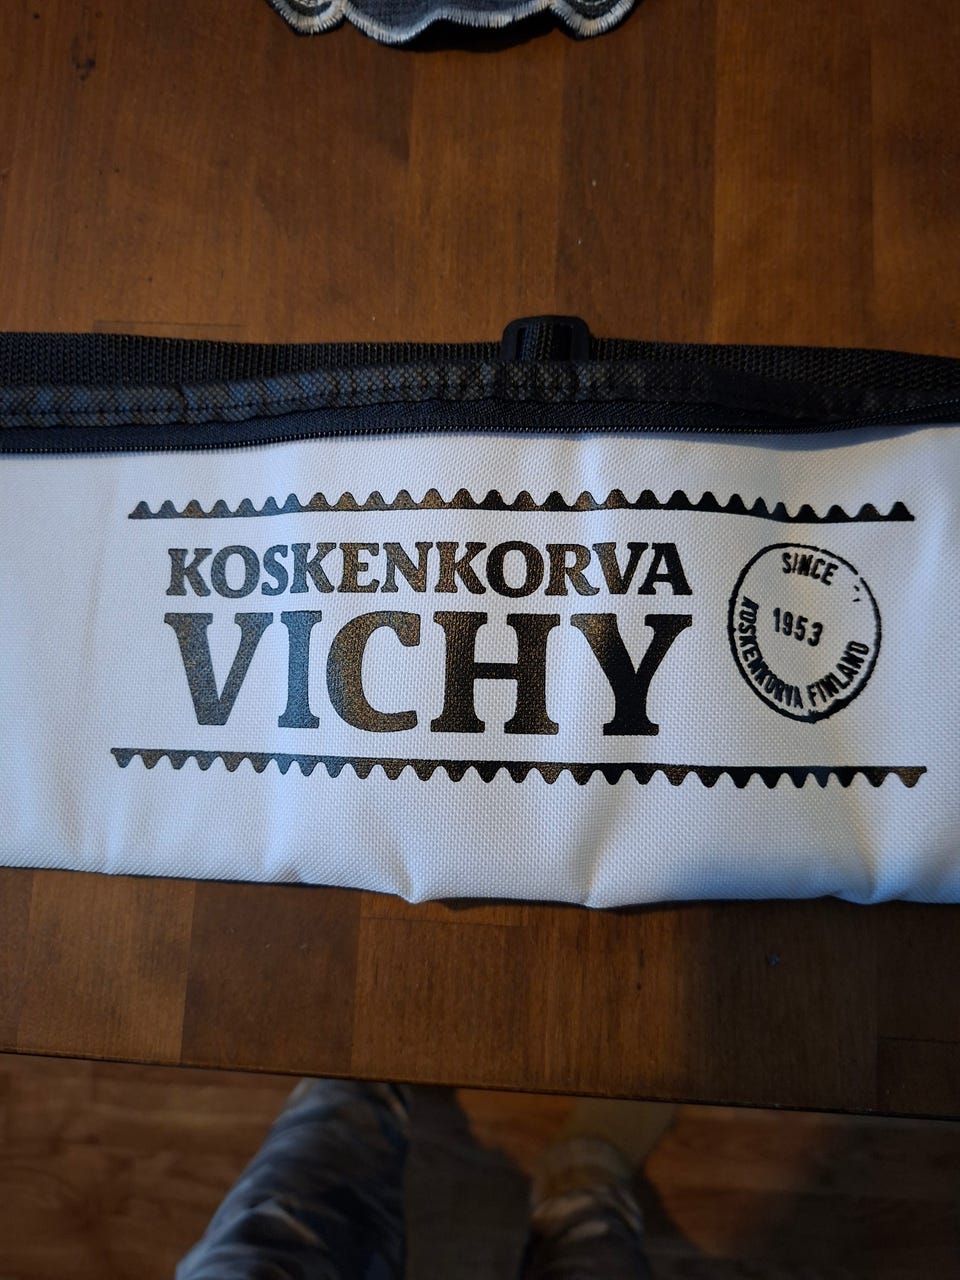 KOSKENKORVA
VICHY
SINCE
1953
KOSKENKORVA FINLAND